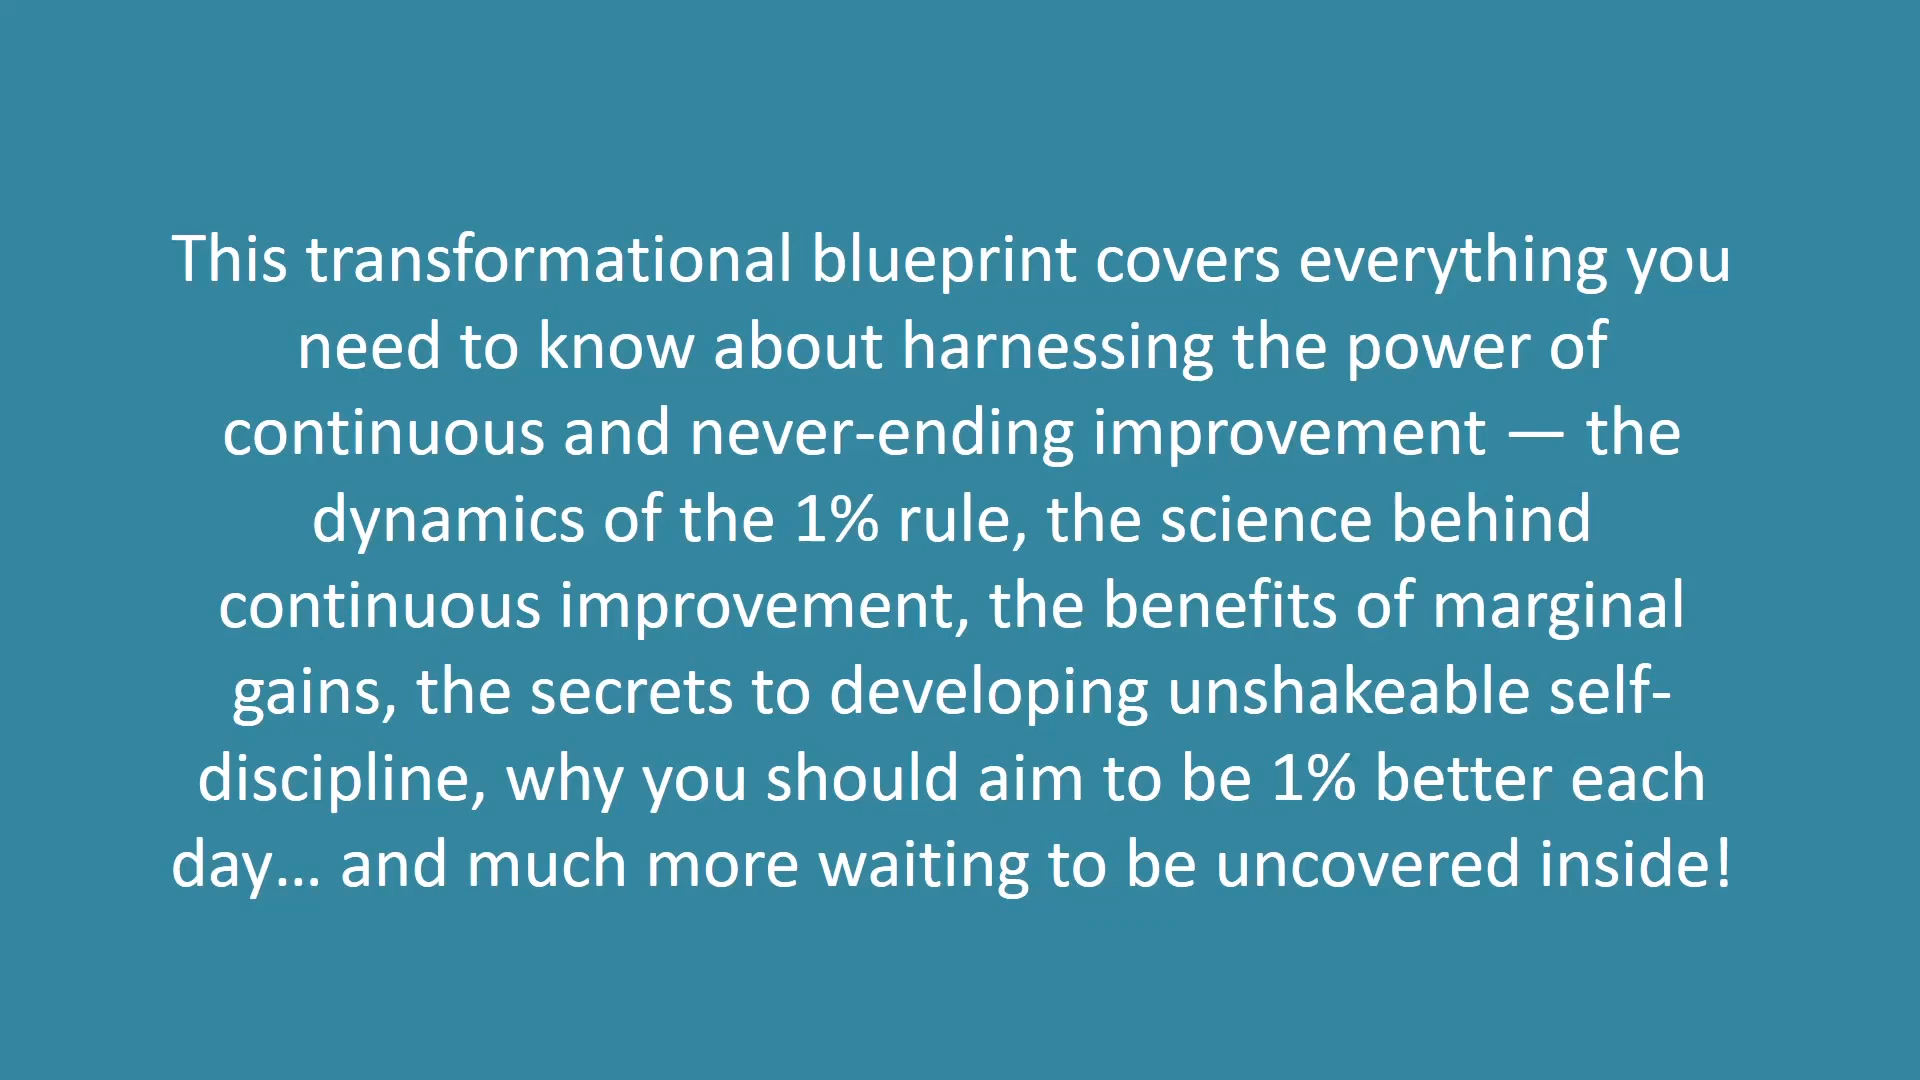 This transformational blueprint covers everything you
need to know about harnessing the power of
continuous and never-ending improvement — the
dynamics of the 1% rule, the science behind
continuous improvement, the benefits of marginal
gains, the secrets to developing unshakeable self-
discipline, why you should aim to be 1% better each
day… and much more waiting to be uncovered inside!